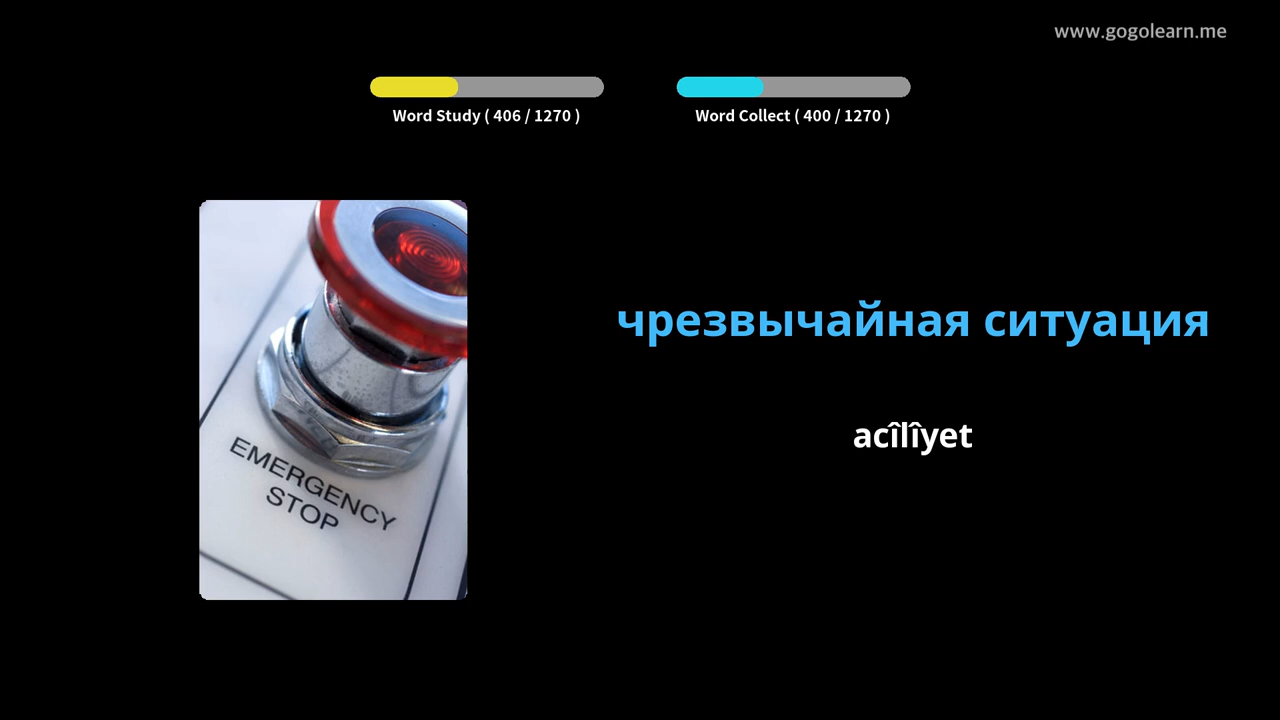 www.gogolearn.me
Word Study ( 406 / 1270 )
Word Collect ( 400 / 1270 )
чрезвычайная ситуация
acîlîyet
EMERGENCY
STOP